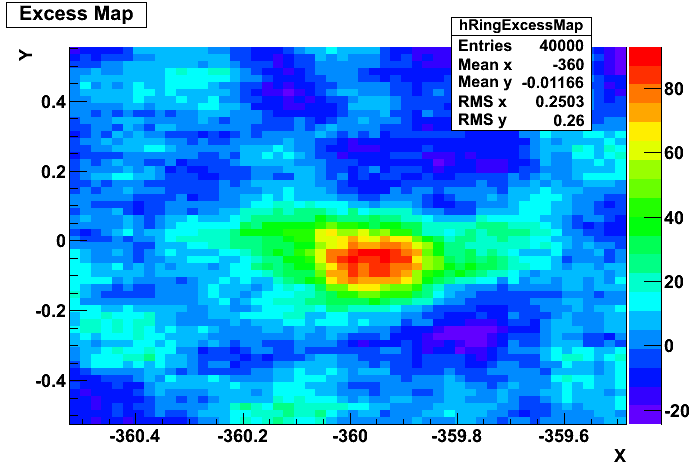 Excess Map
hRingExcessMap
Entries 40000
Mean x -360
Mean y -0.01166
RMS x 0.2503
RMS y 0.26
Y
0.4
0.2
0
-0.2
-0.4
80
60
40
20
0
-20
-360.4 -360.2 -360 -359.8 -359.6
X